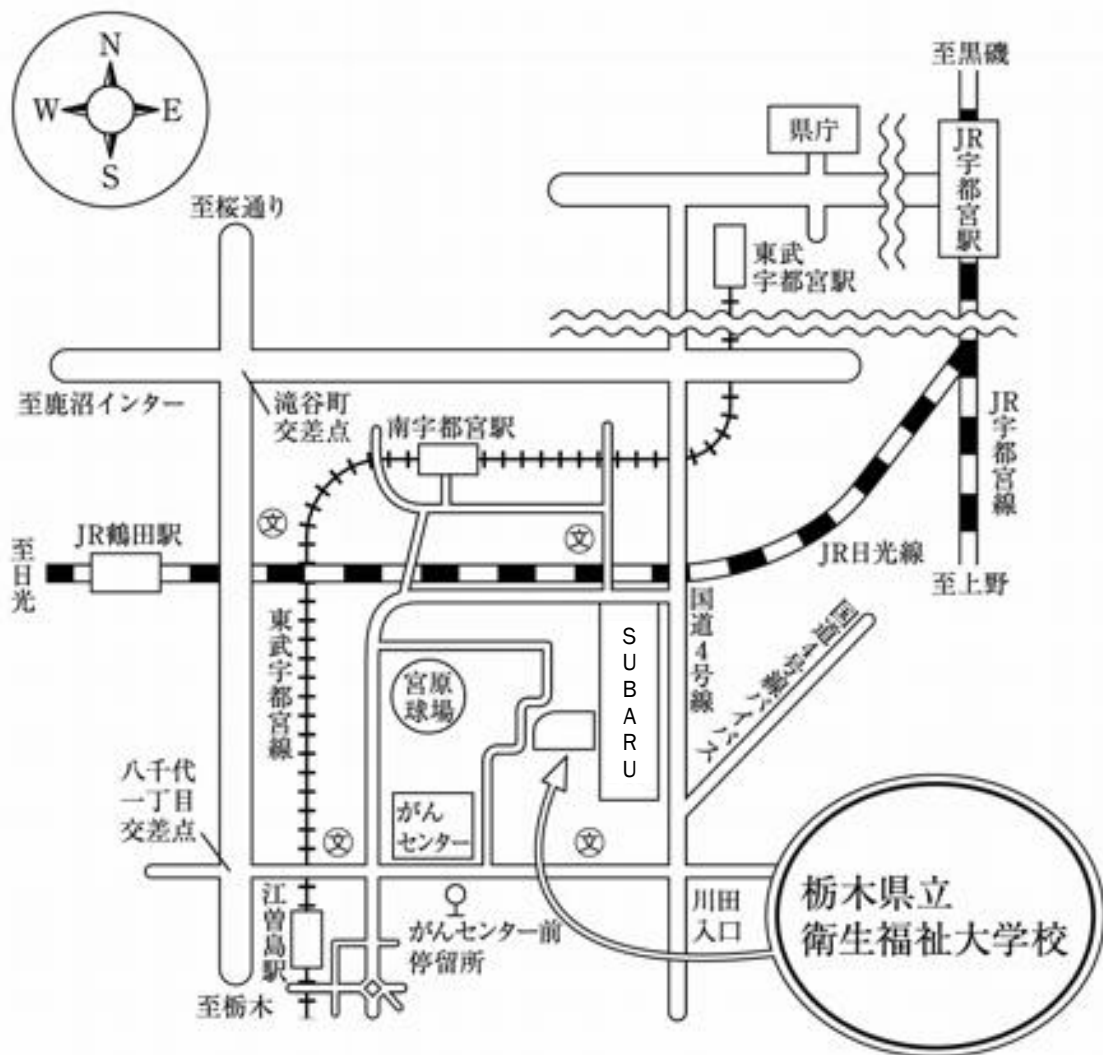 N
W
E
S
至黒磯
県庁
JR宇都宮駅
至桜通り
東武
宇都宮駅
至鹿沼インター
滝谷町
交差点
南宇都宮駅
JR宇都宮線
文
文
JR鶴田駅
至日光
JR日光線
至上野
東武宇都宮線
国道4号線
国道4号線バイパス
SUBARU
宮原
球場
八千代
一丁目
交差点
がん
センター
文
文
江曽島駅
がんセンター前
停留所
川田
入口
栃木県立
衛生福祉大学校
至栃木